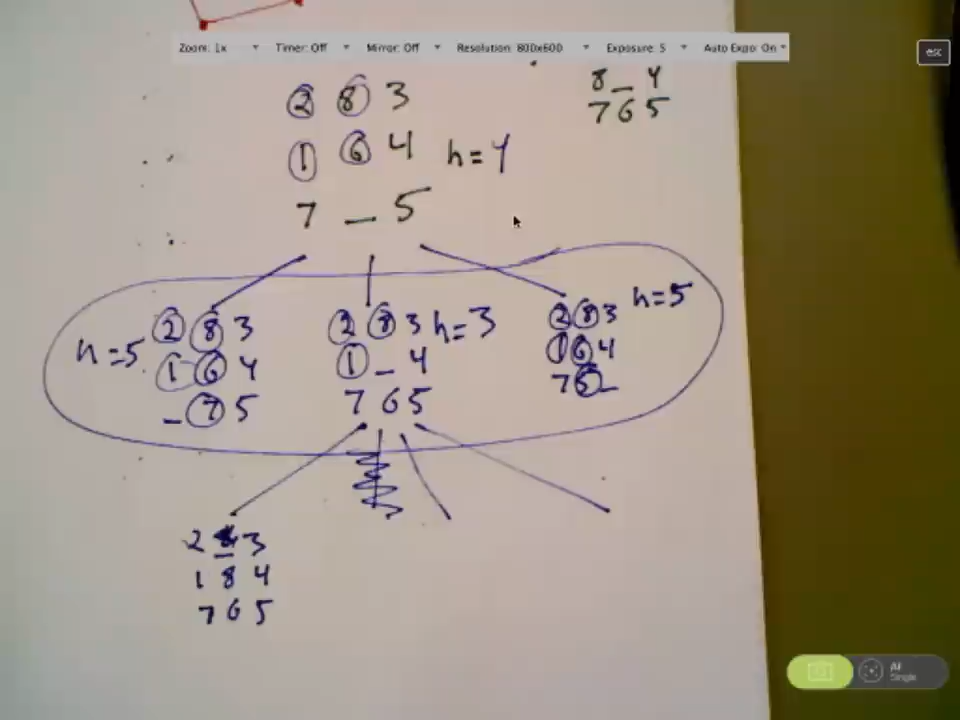 Zoom: 1x Timer: Off Mirror: Off Resolution: 800x600 Exposure: 5 Auto Expo: On
esc
8 _ 4
7 6 5
2 8 3
1 6 4 h=4
7 _ 5
h=5
2 8 3
1 6 4
_ 7 5
2 8 3 h=3
1 _ 4
7 6 5
2 8 3 h=5
1 6 4
7 5 _
2 _ 3
1 8 4
7 6 5
AF
Single